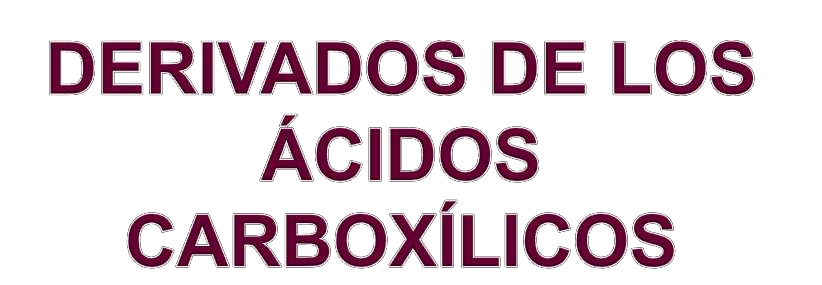 DERIVADOS DE LOS
ÁCIDOS
CARBOXÍLICOS